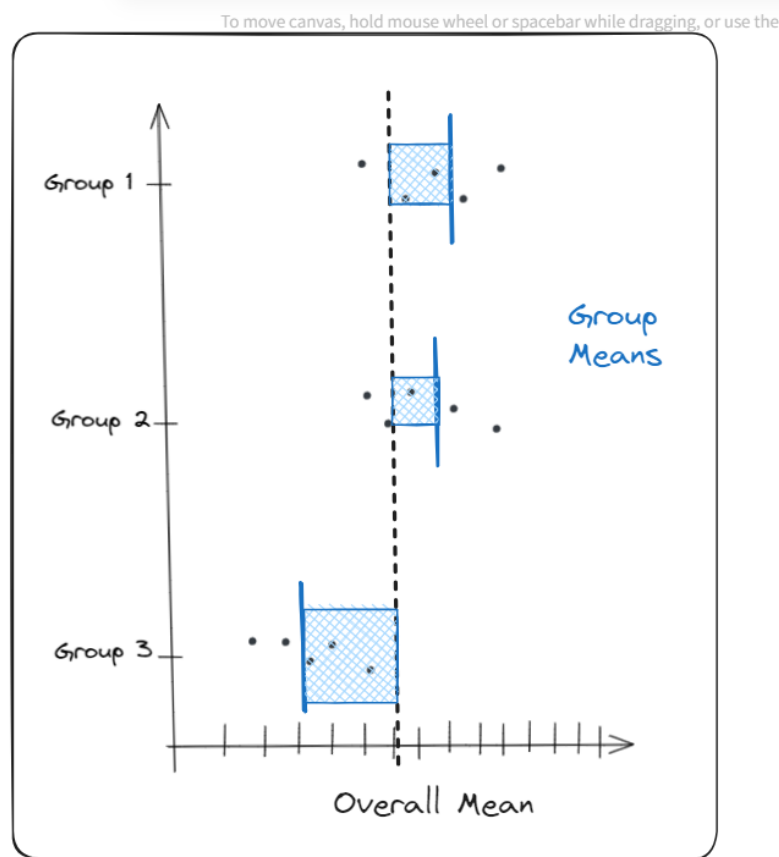 To move canvas, hold mouse wheel or spacebar while dragging, or use the
Group 1
Group
Means
Group 2
Group 3
Overall Mean